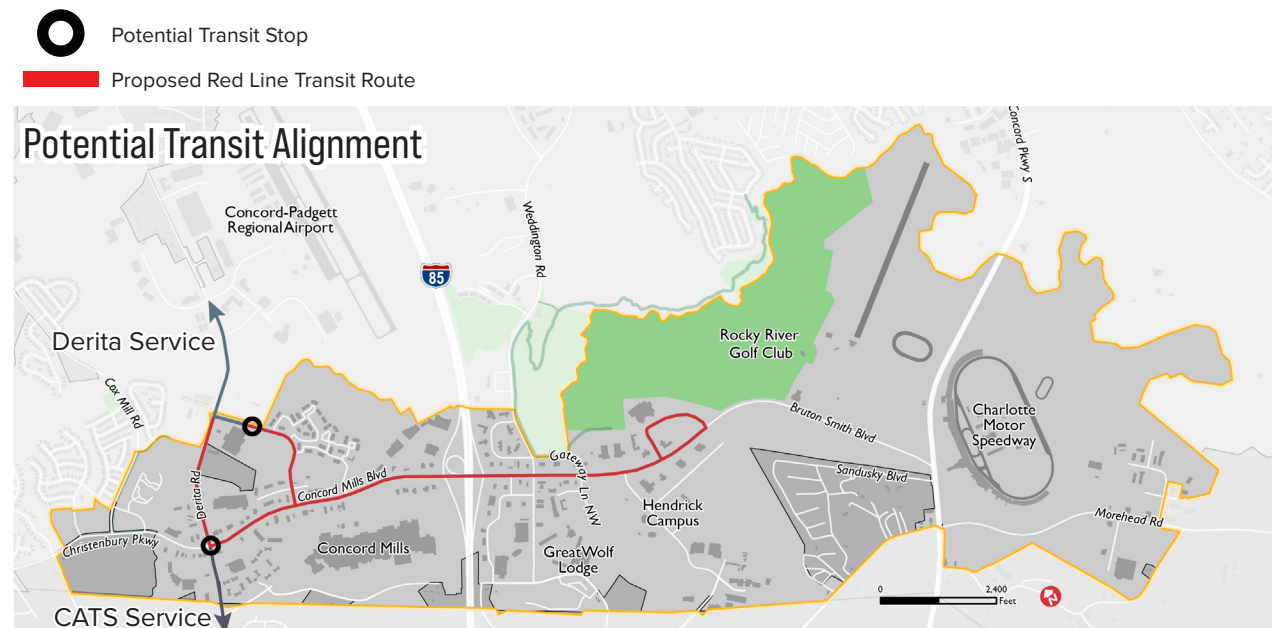 Potential Transit Stop
Proposed Red Line Transit Route
Potential Transit Alignment
Concord Pkwy S
Concord-Padgett
Regional Airport
Weddington Rd
85
Derita Service
Rocky River
Golf Club
Cox Mill Rd
Bruton Smith Blvd
Charlotte
Motor
Speedway
Gateway Ln NW
Sandusky Blvd
Concord Mills Blvd
Derita Rd
Hendrick
Campus
Morehead Rd
Christenbury Pkwy
Concord Mills
Great Wolf
Lodge
0
2,400
Feet
CATS Service